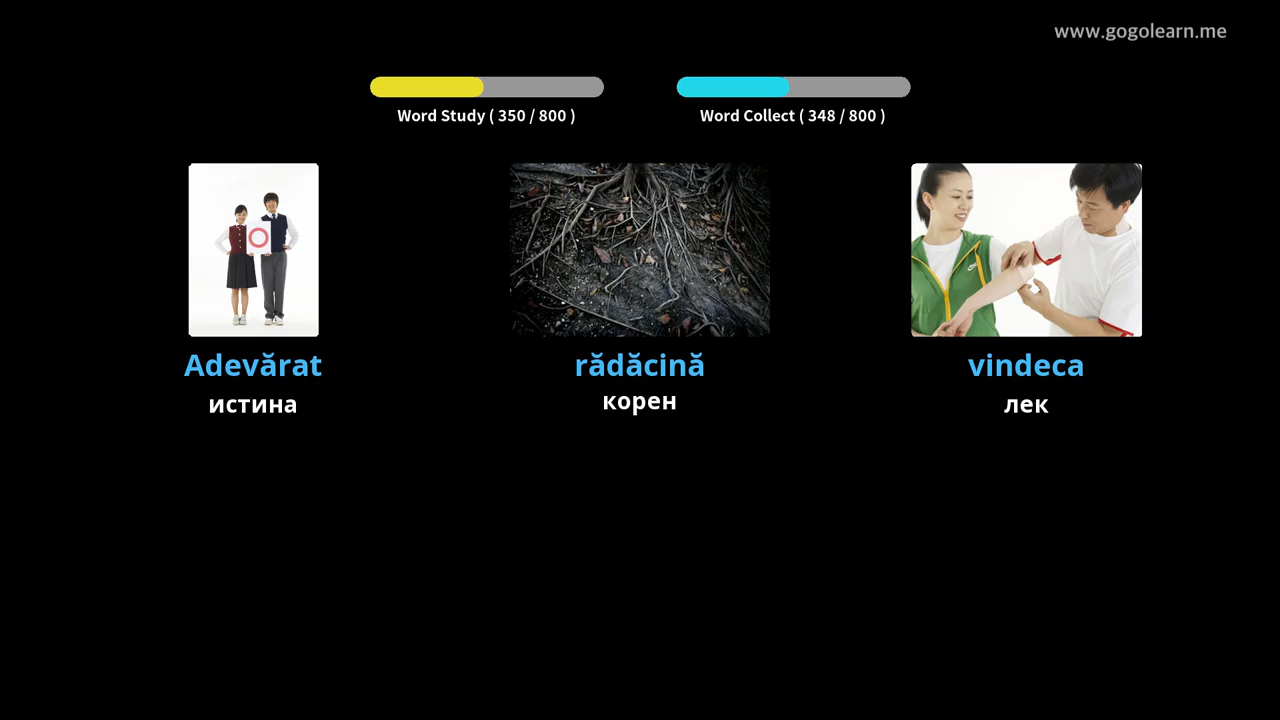 www.gogolearn.me
Word Study ( 350 / 800 )
Word Collect ( 348 / 800 )
Adevărat
rădăcină
vindeca
истина
корен
лек